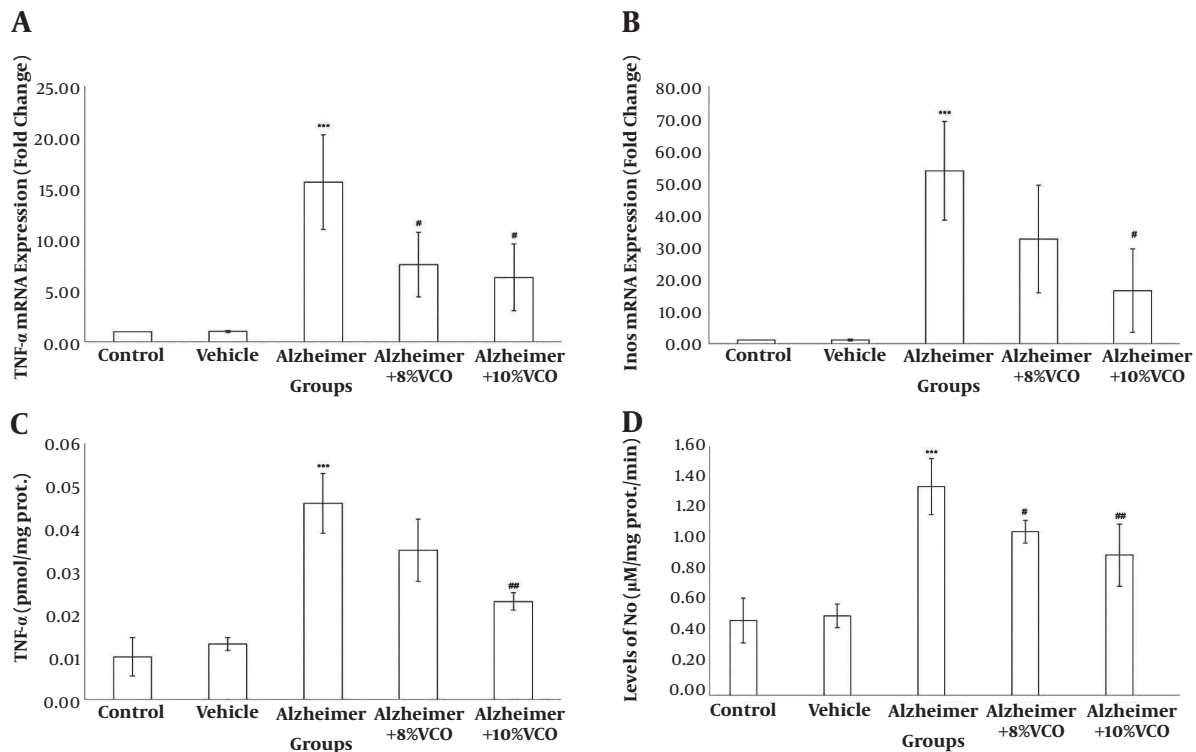 A
TNF-α mRNA Expression (Fold Change)
25.00
20.00
15.00
10.00
5.00
0.00
***
#
#
Control Vehicle Alzheimer Alzheimer Alzheimer
+8%VCO +10%VCO
Groups
B
Inos mRNA Expression (Fold Change)
80.00
70.00
60.00
50.00
40.00
30.00
20.00
10.00
0.00
***
#
Control Vehicle Alzheimer Alzheimer Alzheimer
+8%VCO +10%VCO
Groups
C
TNF-α (pmol/mg prot.)
0.06
0.05
0.04
0.03
0.02
0.01
0.00
***
##
Control Vehicle Alzheimer Alzheimer Alzheimer
+8%VCO +10%VCO
Groups
D
Levels of No (µM/mg prot./min)
1.60
1.40
1.20
1.00
0.80
0.60
0.40
0.20
0.00
***
#
##
Control Vehicle Alzheimer Alzheimer Alzheimer
+8%VCO +10%VCO
Groups